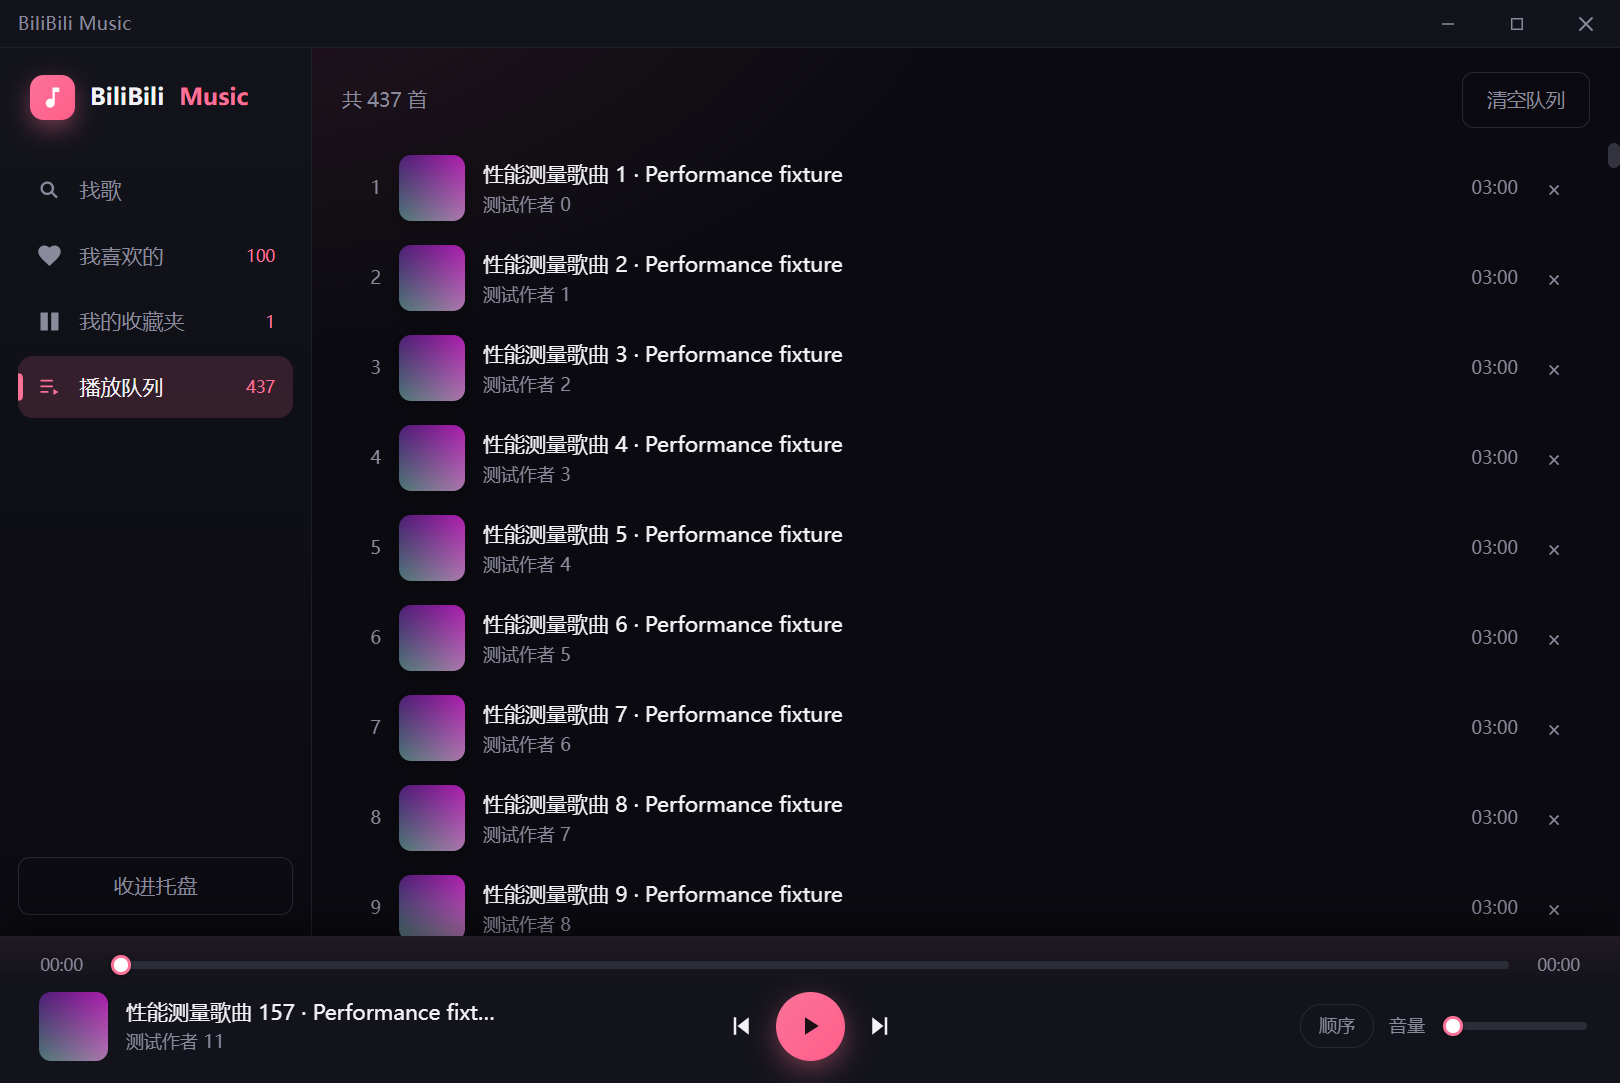 BiliBili Music
BiliBili Music
找歌
我喜欢的 100
我的收藏夹 1
播放队列 437
收进托盘
共 437 首
清空队列
1 性能测量歌曲 1 · Performance fixture 03:00 ×
测试作者 0
2 性能测量歌曲 2 · Performance fixture 03:00 ×
测试作者 1
3 性能测量歌曲 3 · Performance fixture 03:00 ×
测试作者 2
4 性能测量歌曲 4 · Performance fixture 03:00 ×
测试作者 3
5 性能测量歌曲 5 · Performance fixture 03:00 ×
测试作者 4
6 性能测量歌曲 6 · Performance fixture 03:00 ×
测试作者 5
7 性能测量歌曲 7 · Performance fixture 03:00 ×
测试作者 6
8 性能测量歌曲 8 · Performance fixture 03:00 ×
测试作者 7
9 性能测量歌曲 9 · Performance fixture 03:00 ×
测试作者 8
00:00 00:00
性能测量歌曲 157 · Performance fixt...
测试作者 11
顺序 音量